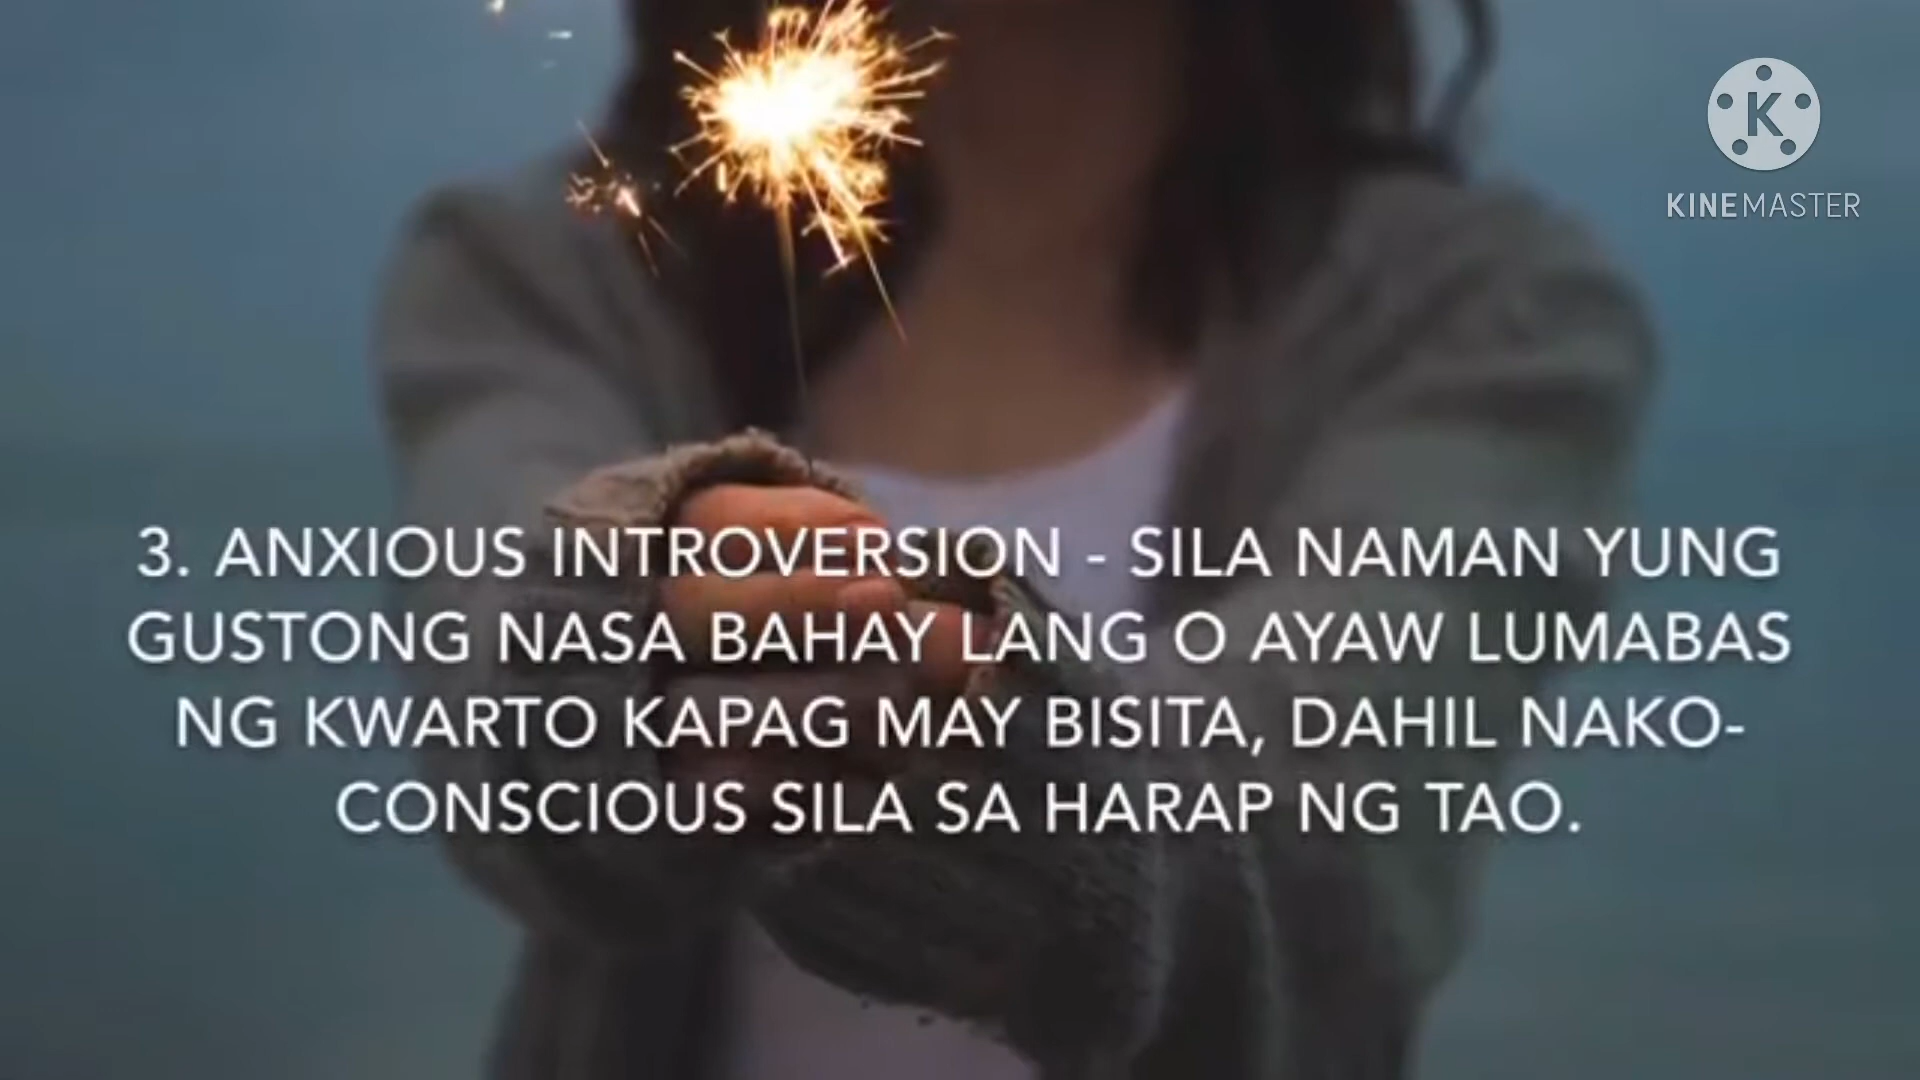 K
KINEMASTER
3. ANXIOUS INTROVERSION - SILA NAMAN YUNG
GUSTONG NASA BAHAY LANG O AYAW LUMABAS
NG KWARTO KAPAG MAY BISITA, DAHIL NAKO-
CONSCIOUS SILA SA HARAP NG TAO.